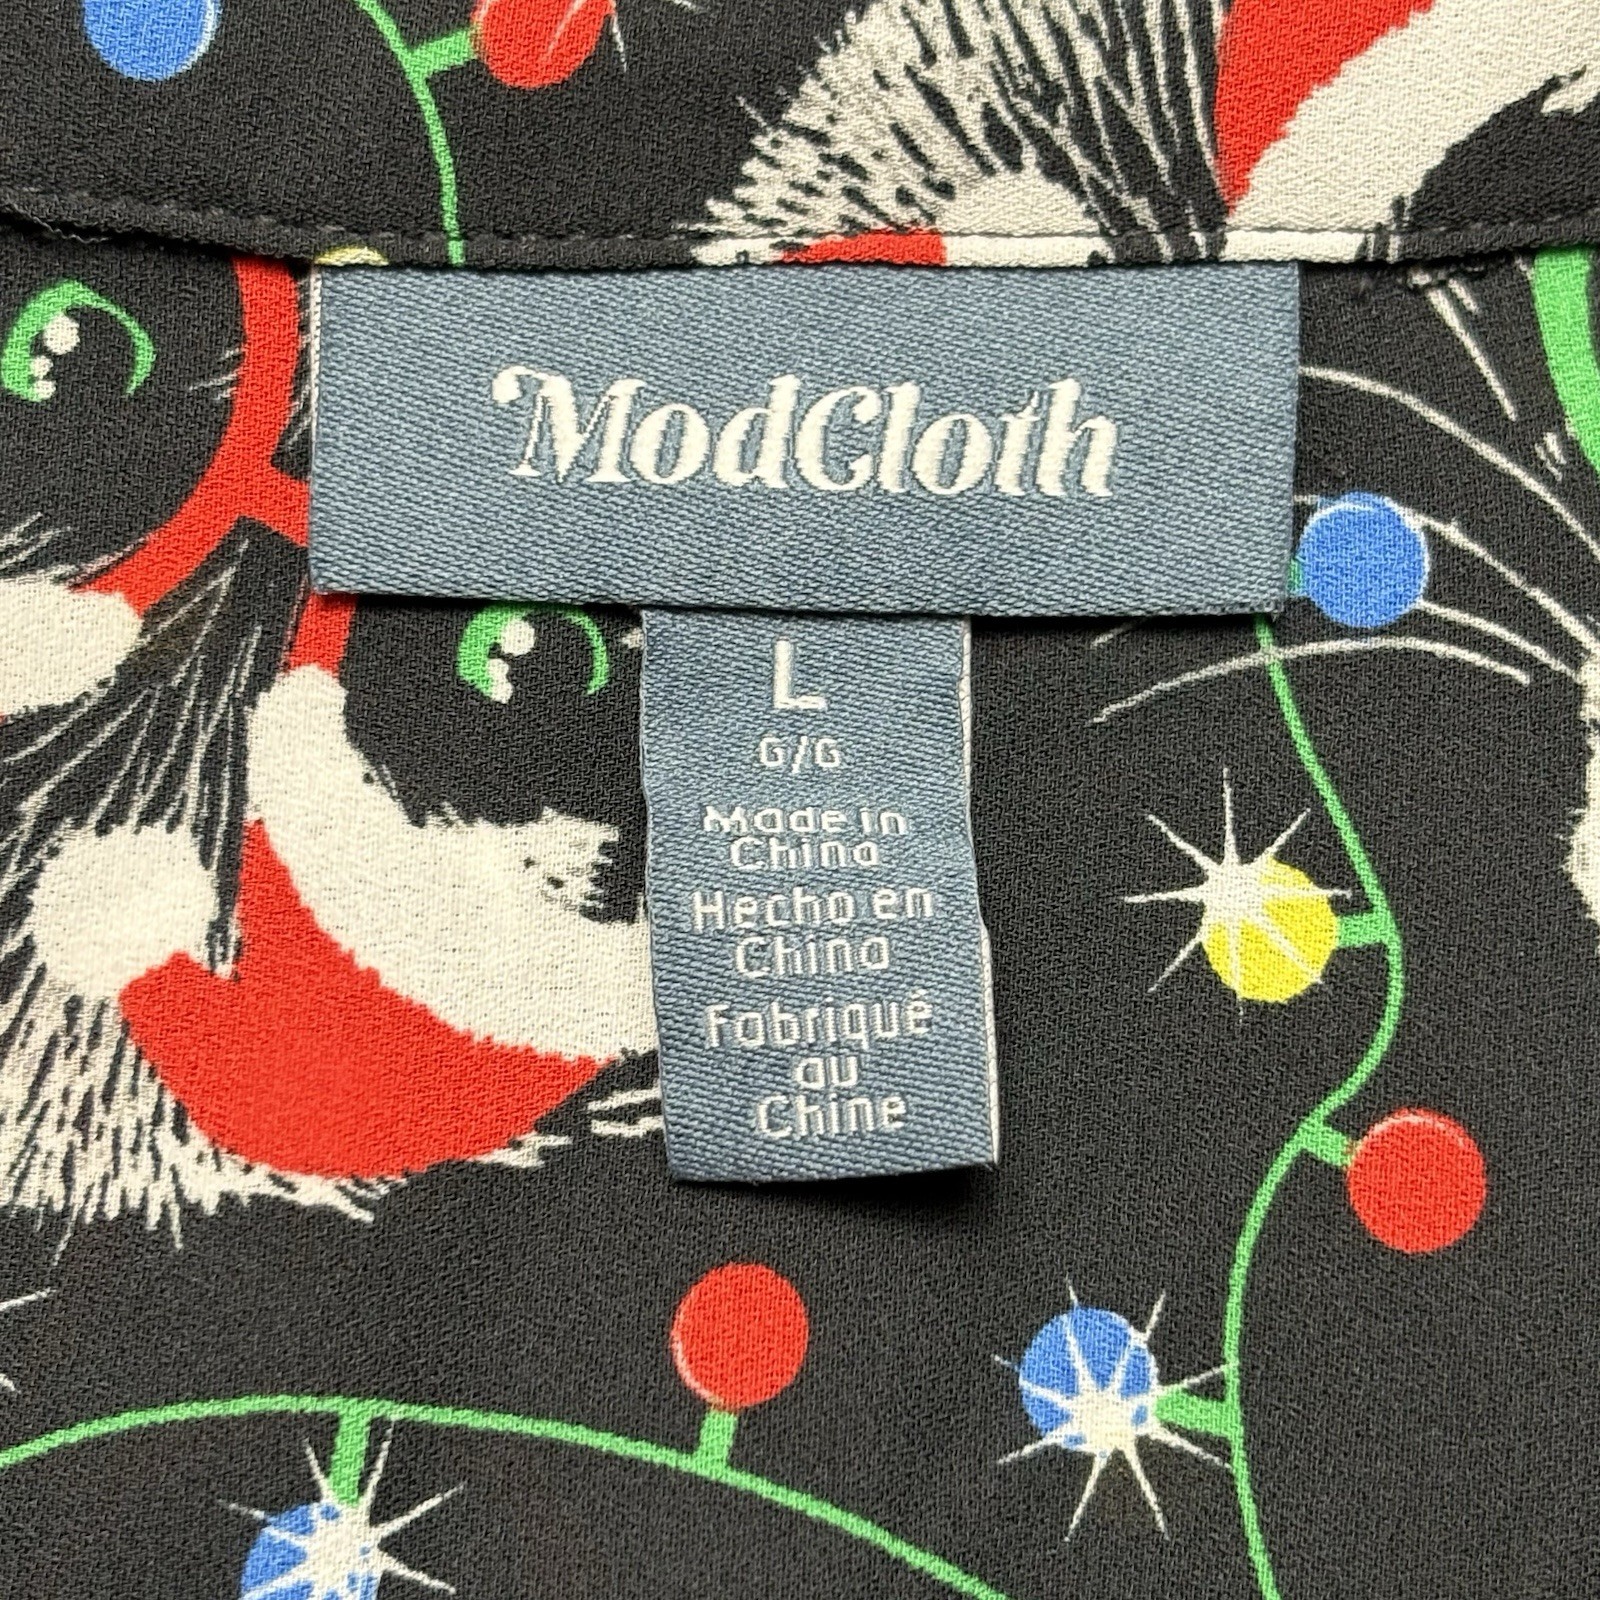 ModCloth
L
G/G
Made in
China
Hecho en
China
Fabriqué
au
Chine